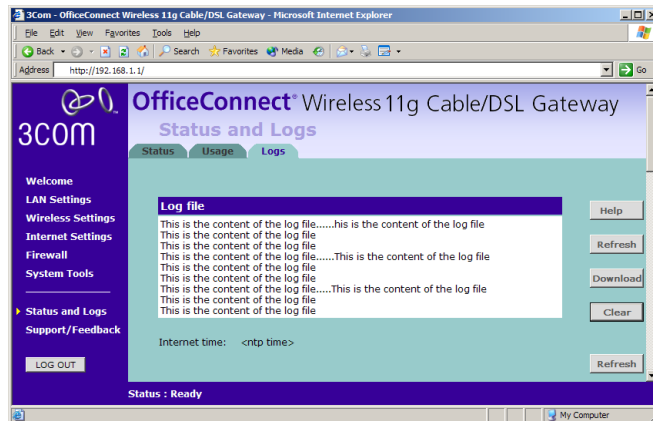 3Com - OfficeConnect Wireless 11g Cable/DSL Gateway - Microsoft Internet Explorer
File Edit View Favorites Tools Help
Back Search Favorites Media
Address http://192.168.1.1/ Go
3com
OfficeConnect® Wireless 11g Cable/DSL Gateway
Status and Logs
Status Usage Logs
Welcome
LAN Settings
Wireless Settings
Internet Settings
Firewall
System Tools
Status and Logs
Support/Feedback
LOG OUT
Log file
This is the content of the log file......his is the content of the log file
This is the content of the log file
This is the content of the log file
This is the content of the log file......This is the content of the log file
This is the content of the log file
This is the content of the log file
This is the content of the log file.....This is the content of the log file
This is the content of the log file
This is the content of the log file
Internet time: <ntp time>
Help
Refresh
Download
Clear
Refresh
Status : Ready
My Computer